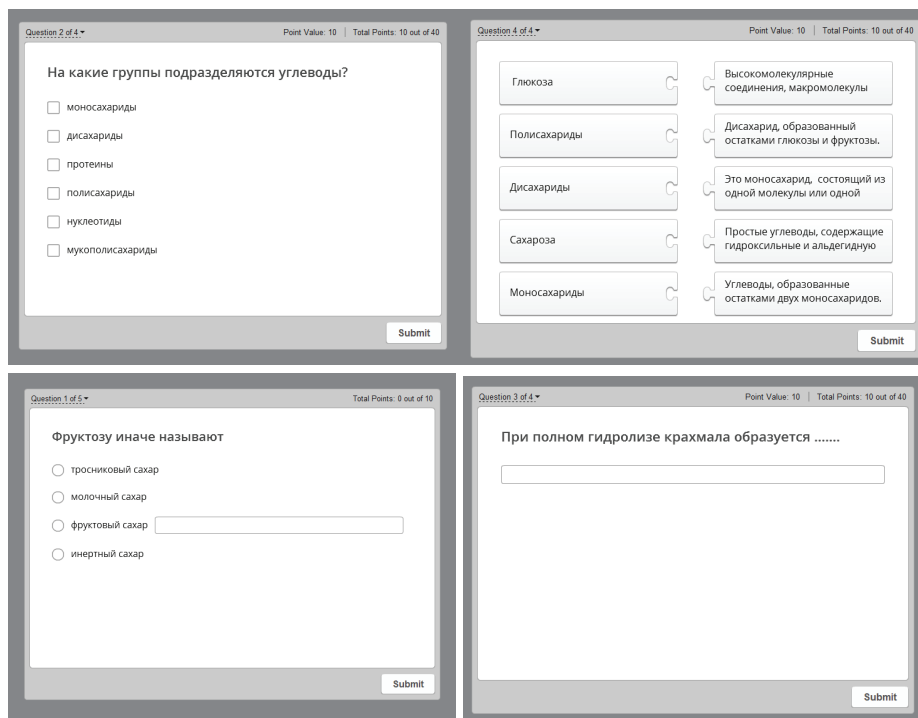 Question 2 of 4
Point Value: 10 | Total Points: 10 out of 40
На какие группы подразделяются углеводы?
моносахариды
дисахариды
протеины
полисахариды
нуклеотиды
мукополисахариды
Submit
Question 4 of 4
Point Value: 10 | Total Points: 10 out of 40
Глюкоза
Высокомолекулярные
соединения, макромолекулы
Полисахариды
Дисахарид, образованный
остатками глюкозы и фруктозы.
Дисахариды
Это моносахарид, состоящий из
одной молекулы или одной
Сахароза
Простые углеводы, содержащие
гидроксильные и альдегидную
Моносахариды
Углеводы, образованные
остатками двух моносахаридов.
Submit
Question 1 of 5
Total Points: 0 out of 10
Фруктозу иначе называют
тросниковый сахар
молочный сахар
фруктовый сахар
инертный сахар
Submit
Question 3 of 4
Point Value: 10 | Total Points: 10 out of 40
При полном гидролизе крахмала образуется .......
Submit